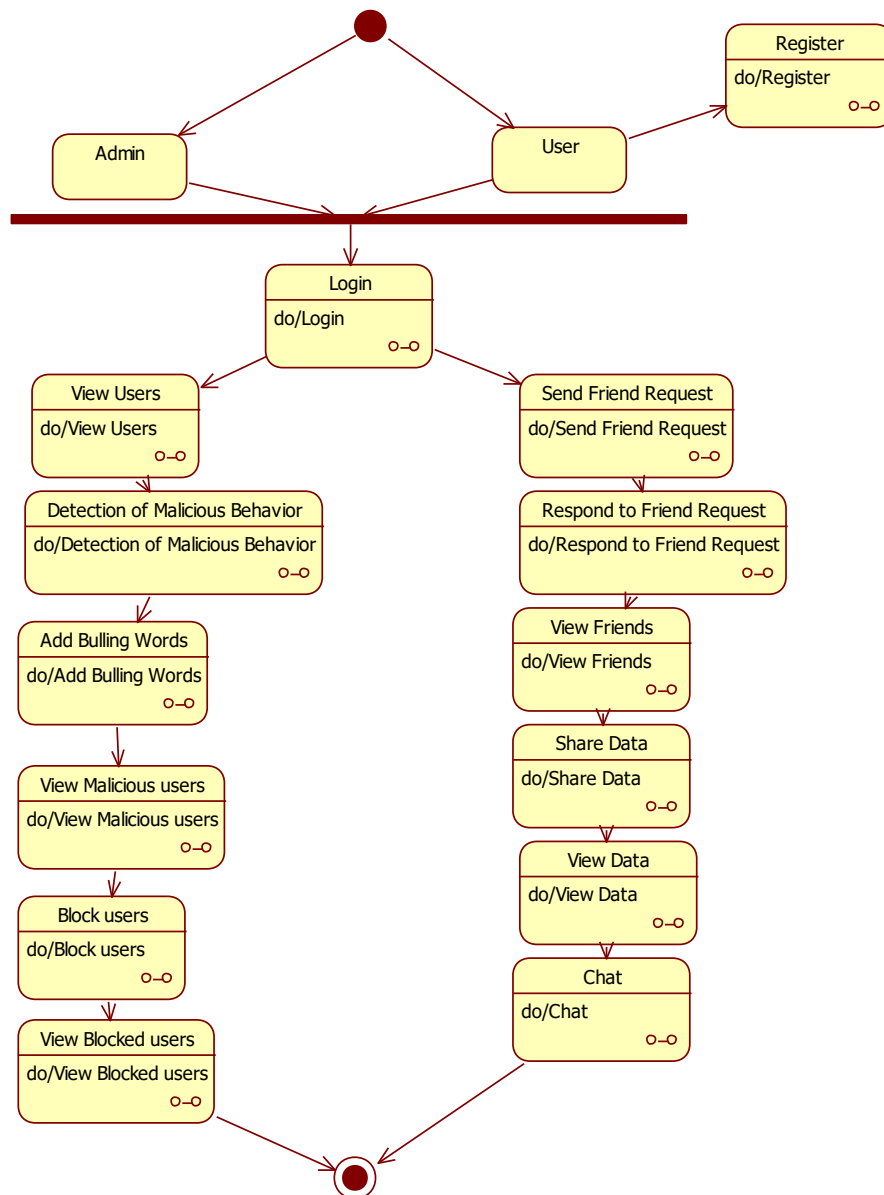 Register
do/Register
Admin
User
Login
do/Login
View Users
do/View Users
Send Friend Request
do/Send Friend Request
Detection of Malicious Behavior
do/Detection of Malicious Behavior
Respond to Friend Request
do/Respond to Friend Request
Add Bulling Words
do/Add Bulling Words
View Friends
do/View Friends
View Malicious users
do/View Malicious users
Share Data
do/Share Data
View Data
do/View Data
Block users
do/Block users
Chat
do/Chat
View Blocked users
do/View Blocked users